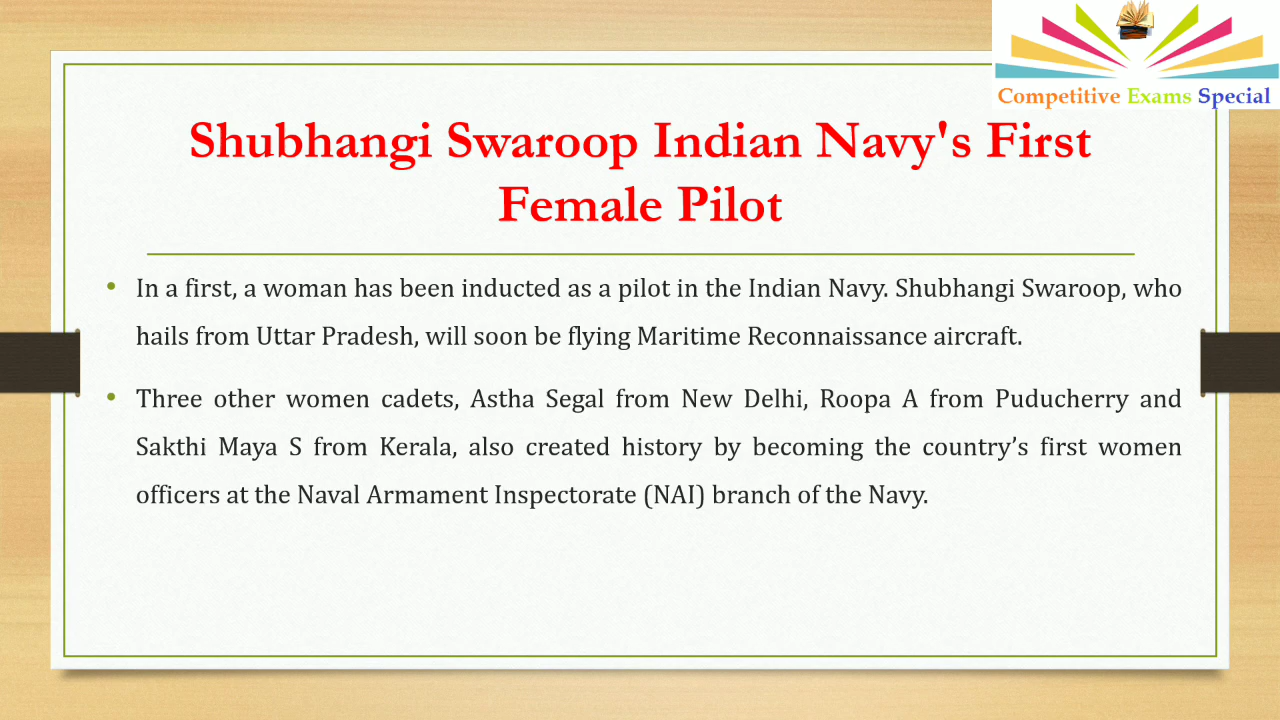 Competitive Exams Special
Shubhangi Swaroop Indian Navy's First
Female Pilot
• In a first, a woman has been inducted as a pilot in the Indian Navy. Shubhangi Swaroop, who
hails from Uttar Pradesh, will soon be flying Maritime Reconnaissance aircraft.
• Three other women cadets, Astha Segal from New Delhi, Roopa A from Puducherry and
Sakthi Maya S from Kerala, also created history by becoming the country’s first women
officers at the Naval Armament Inspectorate (NAI) branch of the Navy.